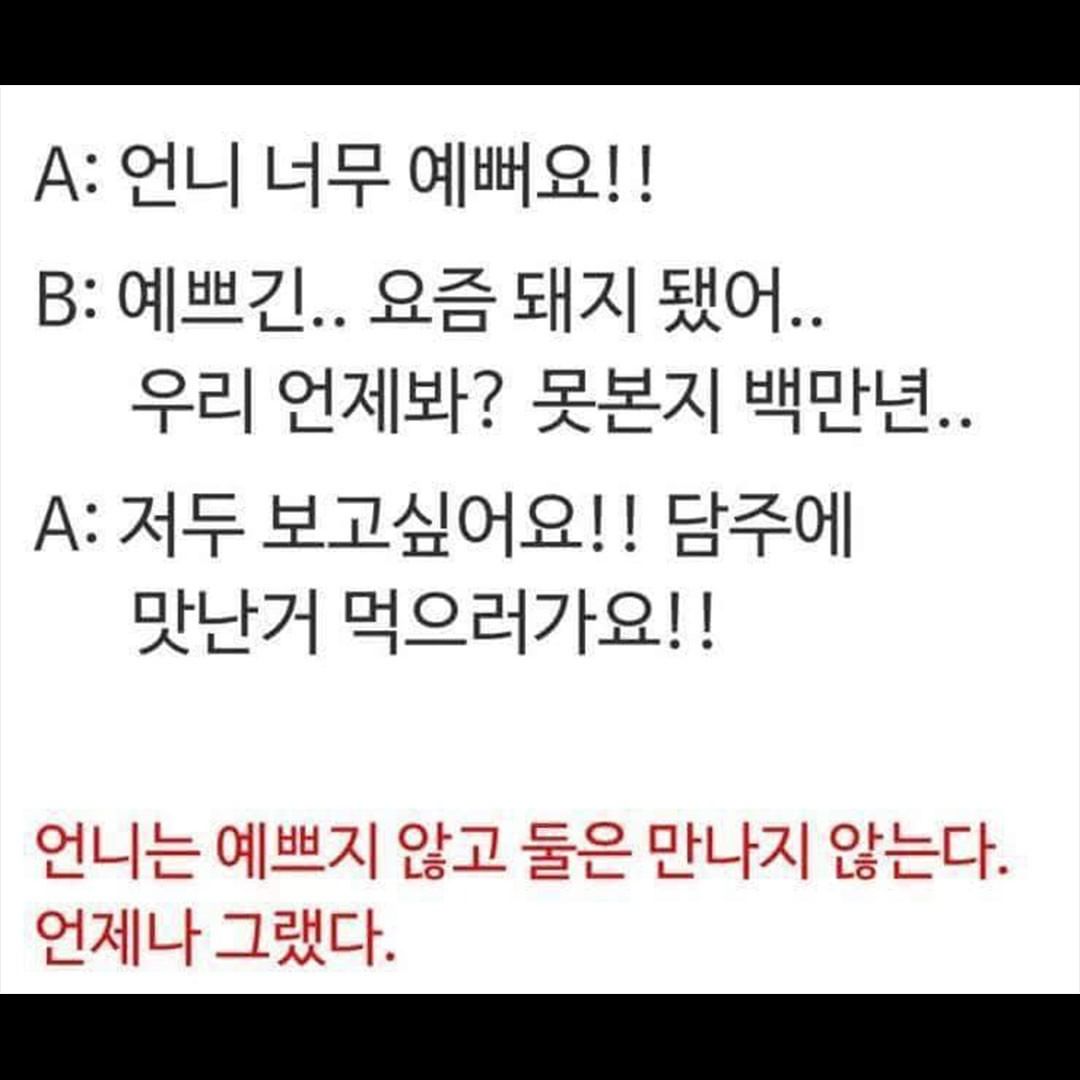 A: 언니 너무 예뻐요!!
B: 예쁘긴.. 요즘 돼지 됐어..
우리 언제봐? 못본지 백만년..
A: 저두 보고싶어요!! 담주에
맛난거 먹으러가요!!
언니는 예쁘지 않고 둘은 만나지 않는다.
언제나 그랬다.